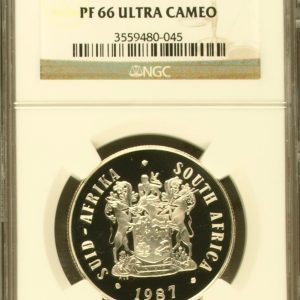 PF 66 ULTRA CAMEO
NGC
3559480-045
SUID-AFRIKA · SOUTH AFRICA
· 1987 ·